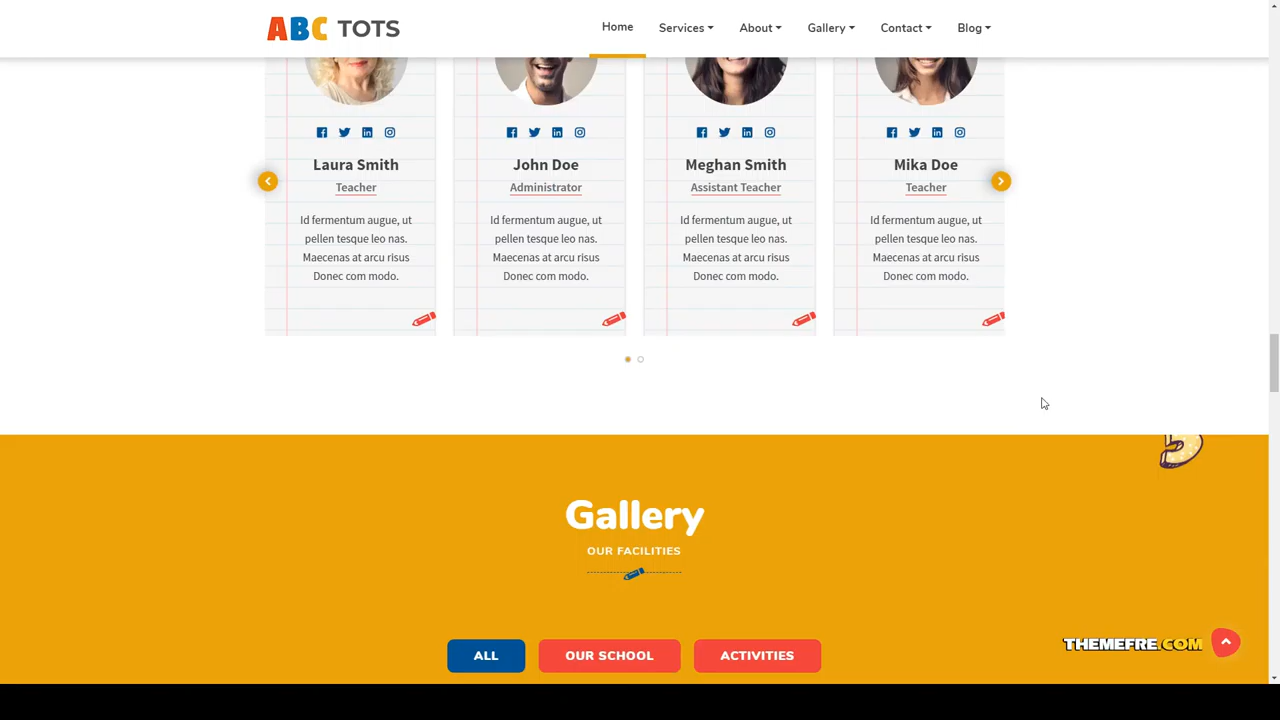 ABC TOTS
Home Services About Gallery Contact Blog
Laura Smith
Teacher
Id fermentum augue, ut
pellen tesque leo nas.
Maecenas at arcu risus
Donec com modo.
John Doe
Administrator
Id fermentum augue, ut
pellen tesque leo nas.
Maecenas at arcu risus
Donec com modo.
Meghan Smith
Assistant Teacher
Id fermentum augue, ut
pellen tesque leo nas.
Maecenas at arcu risus
Donec com modo.
Mika Doe
Teacher
Id fermentum augue, ut
pellen tesque leo nas.
Maecenas at arcu risus
Donec com modo.
Gallery
OUR FACILITIES
THEMEFRE.COM
ALL OUR SCHOOL ACTIVITIES